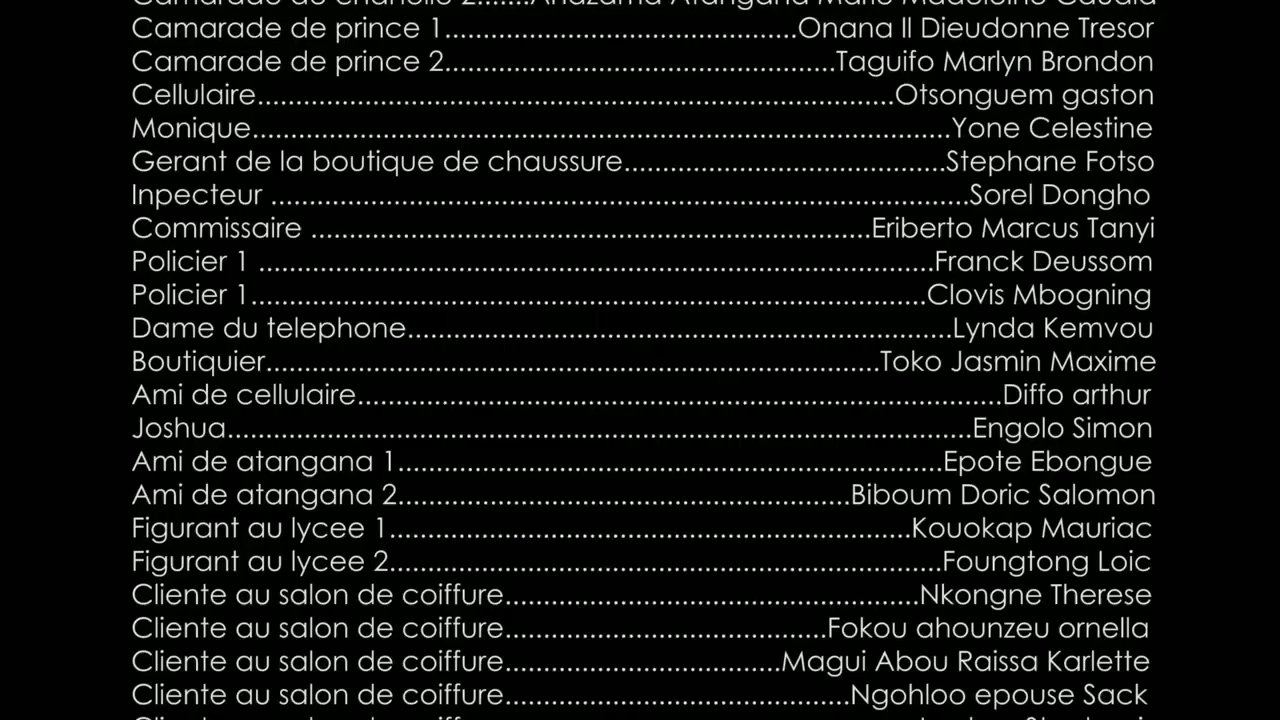 Camarade de prince 1..............................................Onana II Dieudonne Tresor
Camarade de prince 2...................................................Taguifo Marlyn Brondon
Cellulaire...................................................................................Otsonguem gaston
Monique...........................................................................................Yone Celestine
Gerant de la boutique de chaussure..........................................Stephane Fotso
Inpecteur ...........................................................................................Sorel Dongho
Commissaire .........................................................................Eriberto Marcus Tanyi
Policier 1 ........................................................................................Franck Deussom
Policier 1........................................................................................Clovis Mbogning
Dame du telephone.......................................................................Lynda Kemvou
Boutiquier................................................................................Toko Jasmin Maxime
Ami de cellulaire....................................................................................Diffo arthur
Joshua.................................................................................................Engolo Simon
Ami de atangana 1.......................................................................Epote Ebongue
Ami de atangana 2...........................................................Biboum Doric Salomon
Figurant au lycee 1....................................................................Kouokap Mauriac
Figurant au lycee 2........................................................................Foungtong Loic
Cliente au salon de coiffure......................................................Nkongne Therese
Cliente au salon de coiffure..........................................Fokou ahounzeu ornella
Cliente au salon de coiffure....................................Magui Abou Raissa Karlette
Cliente au salon de coiffure.............................................Ngohloo epouse Sack